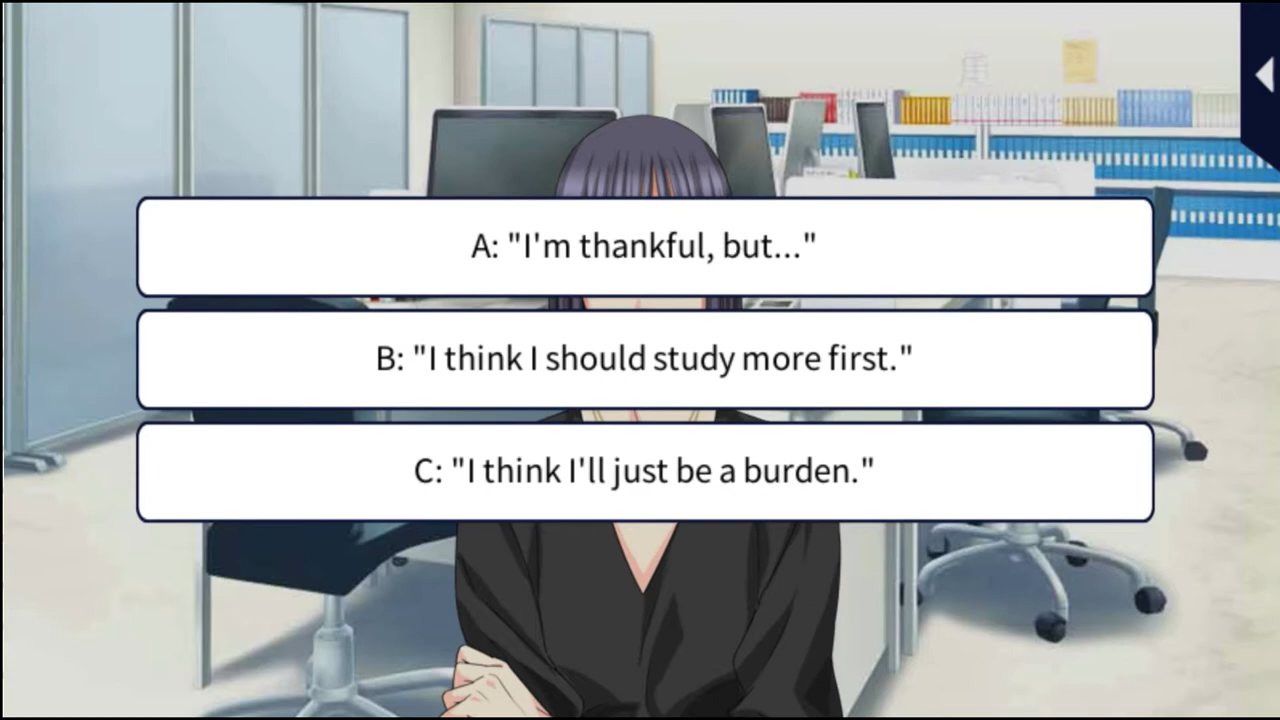 A: "I'm thankful, but..."
B: "I think I should study more first."
C: "I think I'll just be a burden."